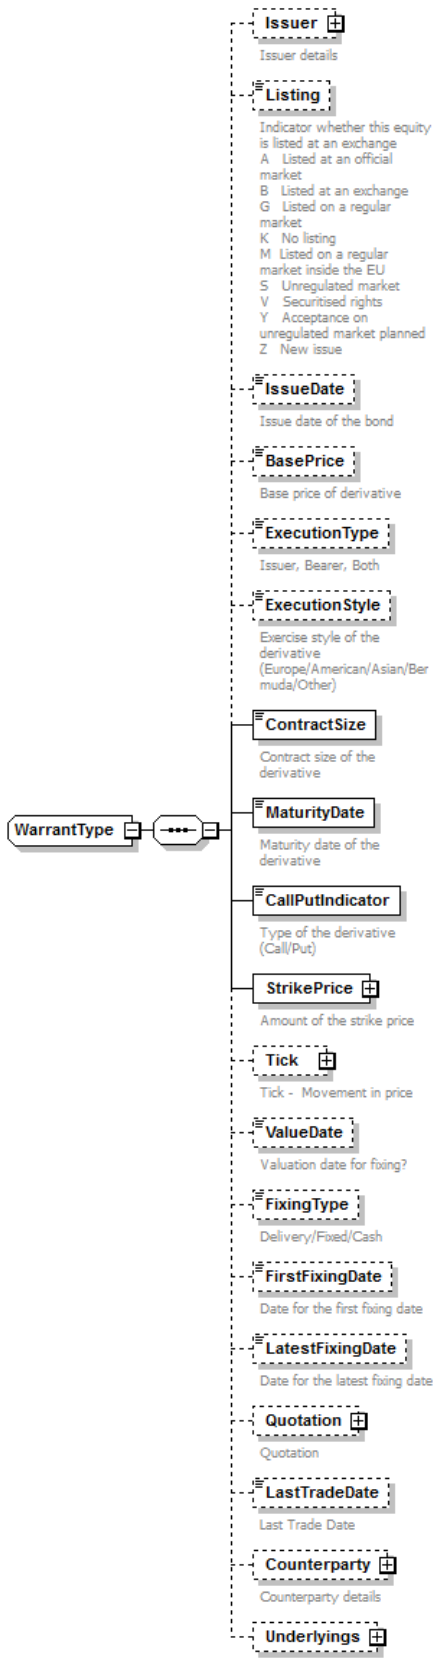 Issuer
Issuer details
Listing
Indicator whether this equity
is listed at an exchange
A Listed at an official
market
B Listed at an exchange
G Listed on a regular
market
K No listing
M Listed on a regular
market inside the EU
S Unregulated market
V Securitised rights
Y Acceptance on
unregulated market planned
Z New issue
IssueDate
Issue date of the bond
BasePrice
Base price of derivative
ExecutionType
Issuer, Bearer, Both
ExecutionStyle
Exercise style of the
derivative
(Europe/American/Asian/Ber
muda/Other)
ContractSize
Contract size of the
derivative
WarrantType
MaturityDate
Maturity date of the
derivative
CallPutIndicator
Type of the derivative
(Call/Put)
StrikePrice
Amount of the strike price
Tick
Tick - Movement in price
ValueDate
Valuation date for fixing?
FixingType
Delivery/Fixed/Cash
FirstFixingDate
Date for the first fixing date
LatestFixingDate
Date for the latest fixing date
Quotation
Quotation
LastTradeDate
Last Trade Date
Counterparty
Counterparty details
Underlyings